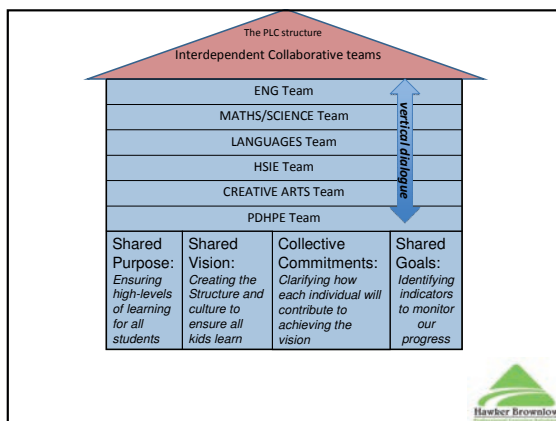 The PLC structure
Interdependent Collaborative teams
ENG Team
MATHS/SCIENCE Team
LANGUAGES Team
HSIE Team
CREATIVE ARTS Team
PDHPE Team
vertical dialogue
Shared
Purpose:
Ensuring
high-levels
of learning
for all
students
Shared
Vision:
Creating the
Structure and
culture to
ensure all
kids learn
Collective
Commitments:
Clarifying how
each individual will
contribute to
achieving the
vision
Shared
Goals:
Identifying
indicators
to monitor
our
progress
Hawker Brownlow